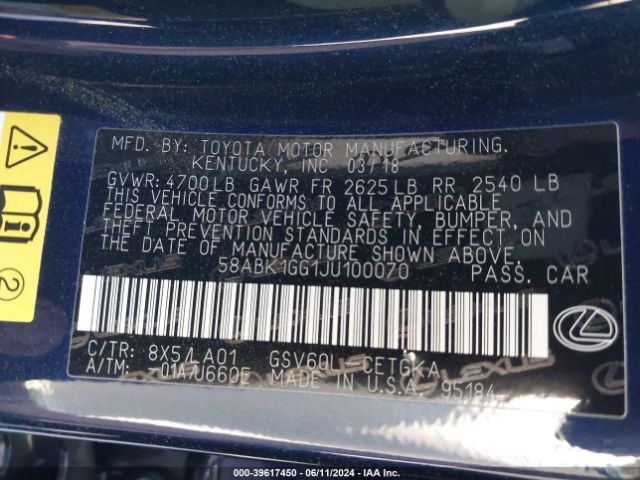 MFD. BY: TOYOTA MOTOR MANUFACTURING,
KENTUCKY, INC 03/18
GVWR: 4700LB GAWR FR 2625LB RR 2540 LB
THIS VEHICLE CONFORMS TO ALL APPLICABLE
FEDERAL MOTOR VEHICLE SAFETY, BUMPER, AND
THEFT PREVENTION STANDARDS IN EFFECT ON
THE DATE OF MANUFACTURE SHOWN ABOVE.
58ABK1GG1JU100070 PASS. CAR
C/TR: 8X5/LA01 GSV60L-CETGKA
A/TM: -01A/U660E MADE IN U.S.A. 95184
2
LEXUS
39617450 - 06/11/2024 - IAA Inc.